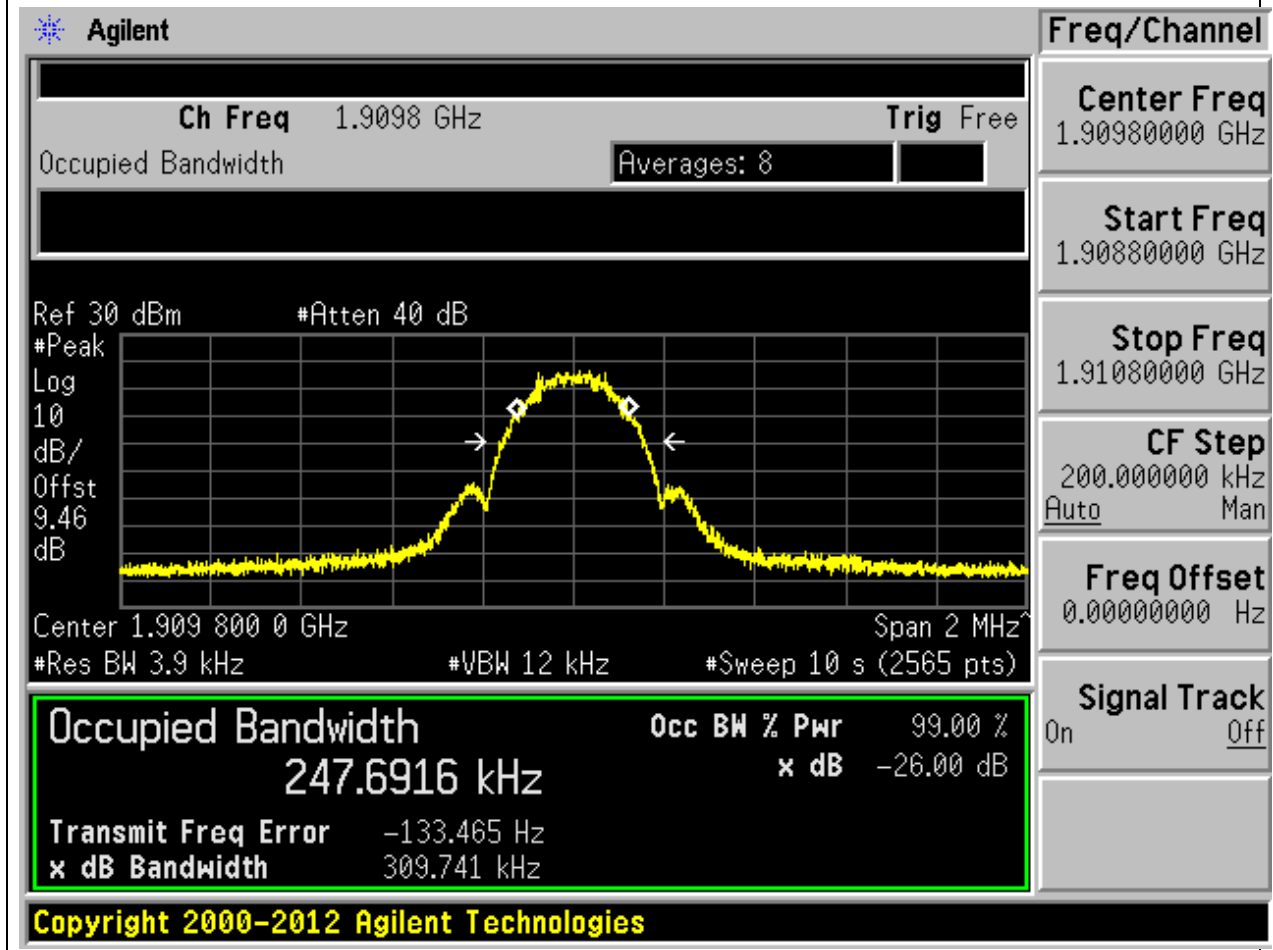 Agilent
Freq/Channel
Ch Freq 1.9098 GHz
Trig Free
Occupied Bandwidth
Averages: 8
Center Freq
1.90980000 GHz
Start Freq
1.90880000 GHz
Stop Freq
1.91080000 GHz
CF Step
200.000000 kHz
Auto Man
Freq Offset
0.00000000 Hz
Signal Track
On Off
Ref 30 dBm #Atten 40 dB
#Peak
Log
10
dB/
Offst
9.46
dB
Center 1.909 800 0 GHz Span 2 MHz^
#Res BW 3.9 kHz #VBW 12 kHz #Sweep 10 s (2565 pts)
Occupied Bandwidth
247.6916 kHz
Occ BW % Pwr 99.00 %
x dB -26.00 dB
Transmit Freq Error -133.465 Hz
x dB Bandwidth 309.741 kHz
Copyright 2000-2012 Agilent Technologies